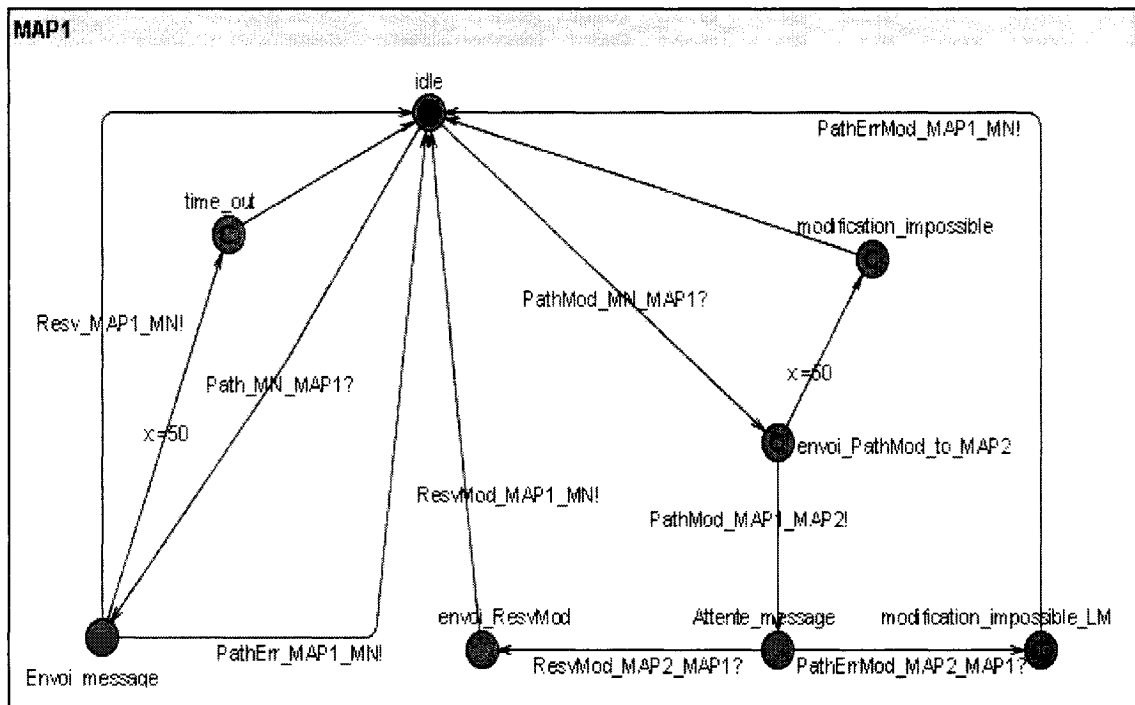 MAP1
idle
PathErrMod_MAP1_MN!
time_out
C
modification_impossible
C
PathMod_MN_MAP1?
Resv_MAP1_MN!
Path_MN_MAP1?
x=50
x=50
C
envoi_PathMod_to_MAP2
ResvMod_MAP1_MN!
PathMod_MAP1_MAP2!
envoi_ResvMod
Attente_message
modification_impossible_LM
PathErr_MAP1_MN!
ResvMod_MAP2_MAP1?
PathErrMod_MAP2_MAP1?
Envoi message